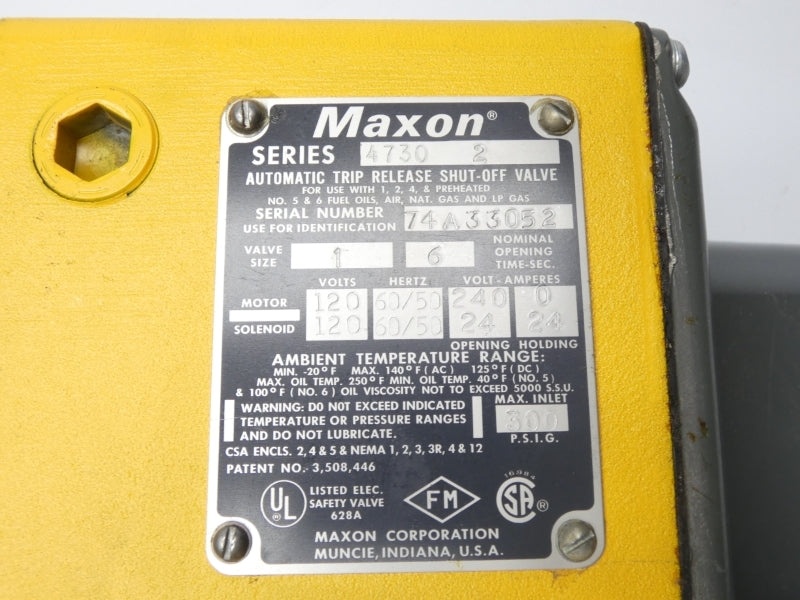 Maxon®
SERIES 4730 2
AUTOMATIC TRIP RELEASE SHUT-OFF VALVE
FOR USE WITH 1, 2, 4, & PREHEATED
NO. 5 & 6 FUEL OILS, AIR, NAT. GAS AND LP GAS
SERIAL NUMBER 74A33052
USE FOR IDENTIFICATION
VALVE SIZE 1 6 NOMINAL OPENING TIME-SEC.
VOLTS HERTZ VOLT-AMPERES
MOTOR 120 60/50 240 0
SOLENOID 120 60/50 24 24
OPENING HOLDING
AMBIENT TEMPERATURE RANGE:
MIN. -20°F MAX. 140°F (AC) 125°F (DC)
MAX. OIL TEMP. 250°F MIN. OIL TEMP. 40°F (NO. 5)
& 100°F (NO. 6) OIL VISCOSITY NOT TO EXCEED 5000 S.S.U.
WARNING: DO NOT EXCEED INDICATED
TEMPERATURE OR PRESSURE RANGES
AND DO NOT LUBRICATE.
MAX. INLET
300
P.S.I.G.
CSA ENCLS. 2, 4 & 5 & NEMA 1, 2, 3, 3R, 4 & 12
PATENT NO. - 3,508,446
UL®
LISTED ELEC.
SAFETY VALVE
628A
FM
16984
SA®
MAXON CORPORATION
MUNCIE, INDIANA, U.S.A.